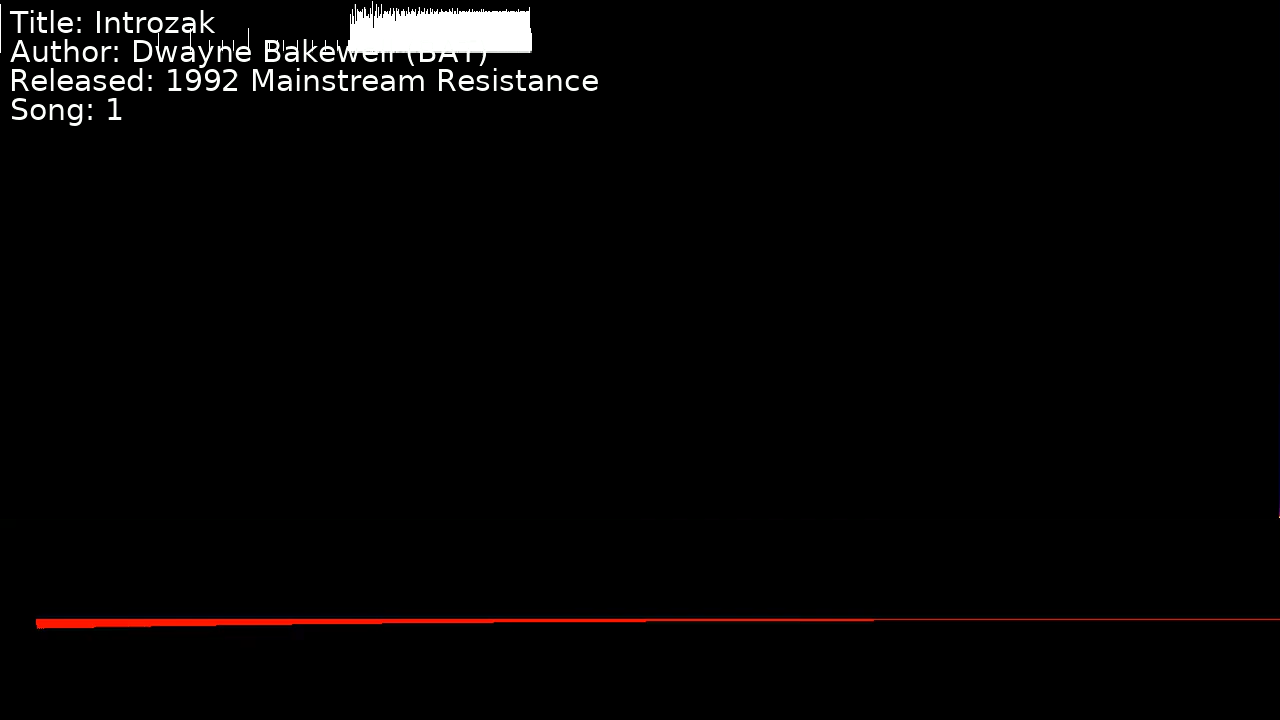 Title: Introzak
Author: Dwayne Bakewell (BAT)
Released: 1992 Mainstream Resistance
Song: 1